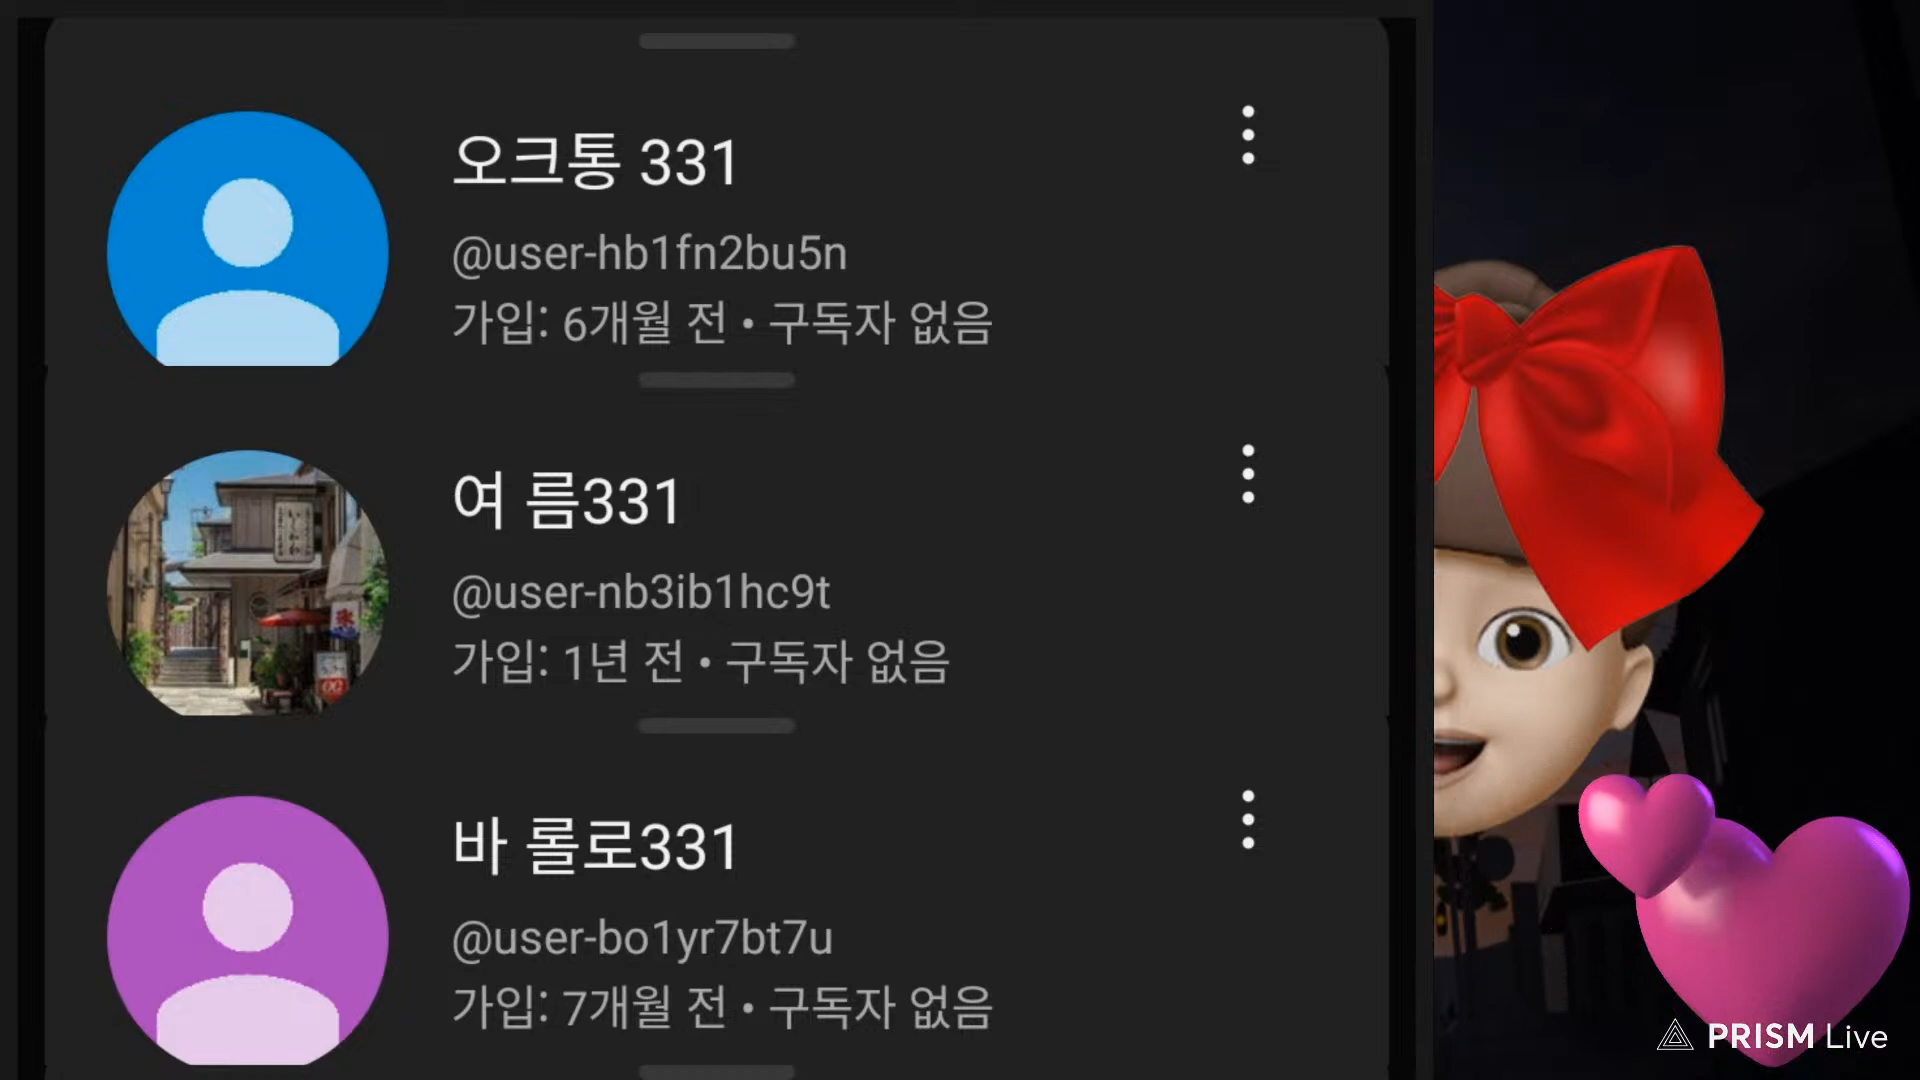 오크통 331
@user-hb1fn2bu5n
가입: 6개월 전 • 구독자 없음
여 름331
@user-nb3ib1hc9t
가입: 1년 전 • 구독자 없음
바 롤로331
@user-bo1yr7bt7u
가입: 7개월 전 • 구독자 없음
PRISM Live